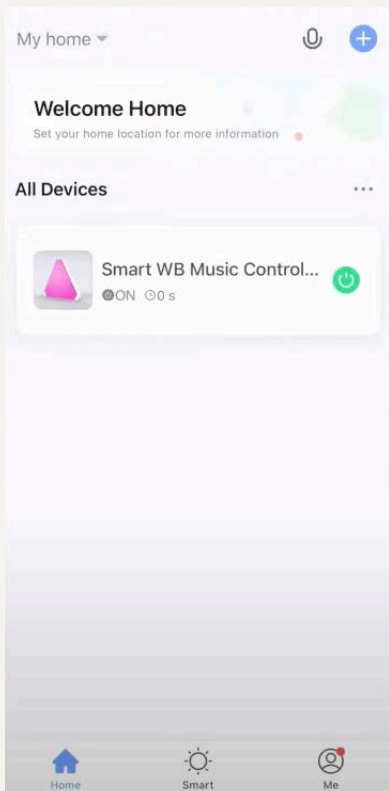 My home
Welcome Home
Set your home location for more information
All Devices
Smart WB Music Control...
ON 0 s
Home
Smart
Me